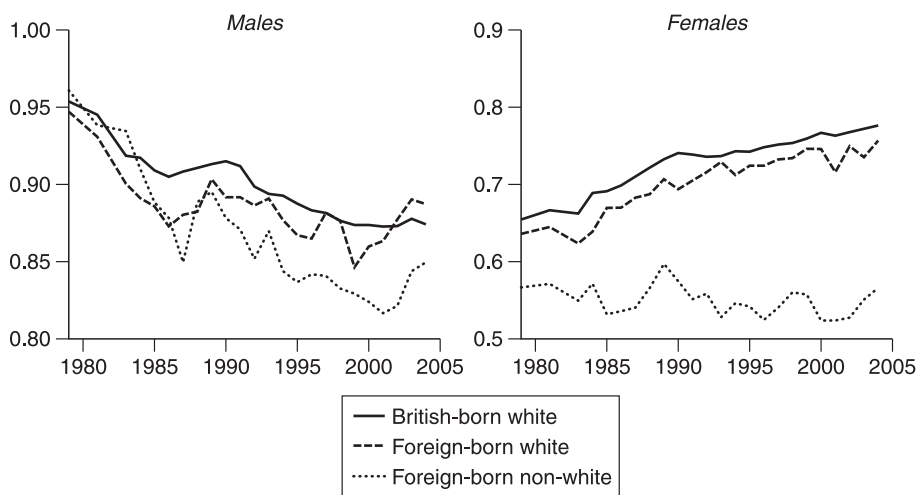 Males
Females
1.00
0.95
0.90
0.85
0.80
1980 1985 1990 1995 2000 2005
0.9
0.8
0.7
0.6
0.5
1980 1985 1990 1995 2000 2005
British-born white
Foreign-born white
Foreign-born non-white